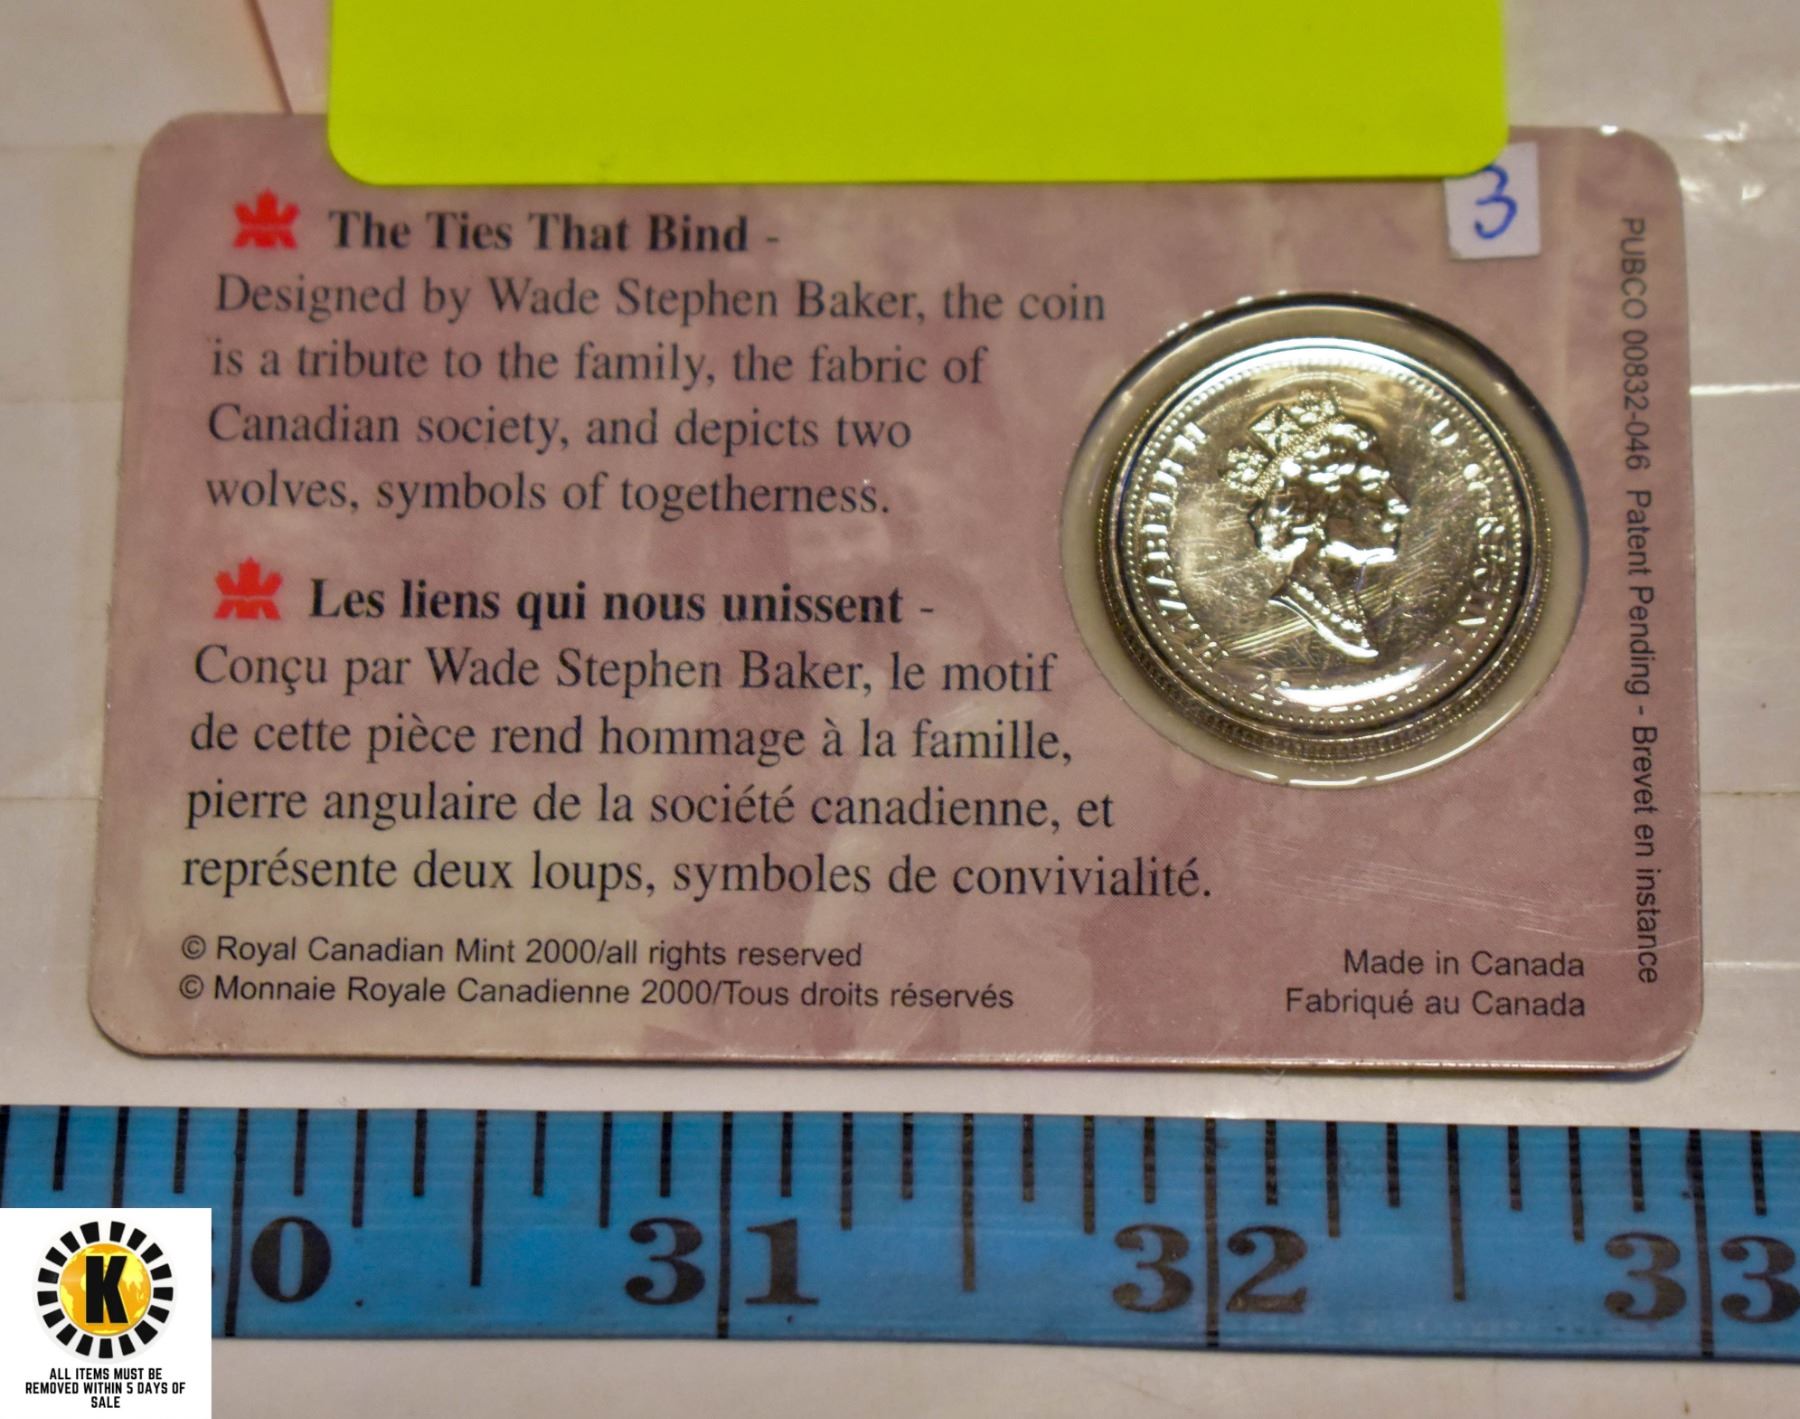 3
The Ties That Bind -
Designed by Wade Stephen Baker, the coin
is a tribute to the family, the fabric of
Canadian society, and depicts two
wolves, symbols of togetherness.
Les liens qui nous unissent -
Conçu par Wade Stephen Baker, le motif
de cette pièce rend hommage à la famille,
pierre angulaire de la société canadienne, et
représente deux loups, symboles de convivialité.
© Royal Canadian Mint 2000/all rights reserved
© Monnaie Royale Canadienne 2000/Tous droits réservés
Made in Canada
Fabriqué au Canada
PUBCO 00832-046 Patent Pending - Brevet en instance
ELIZABETH II D·G·REGINA
0 31 32 33
K
ALL ITEMS MUST BE
REMOVED WITHIN 5 DAYS OF
SALE